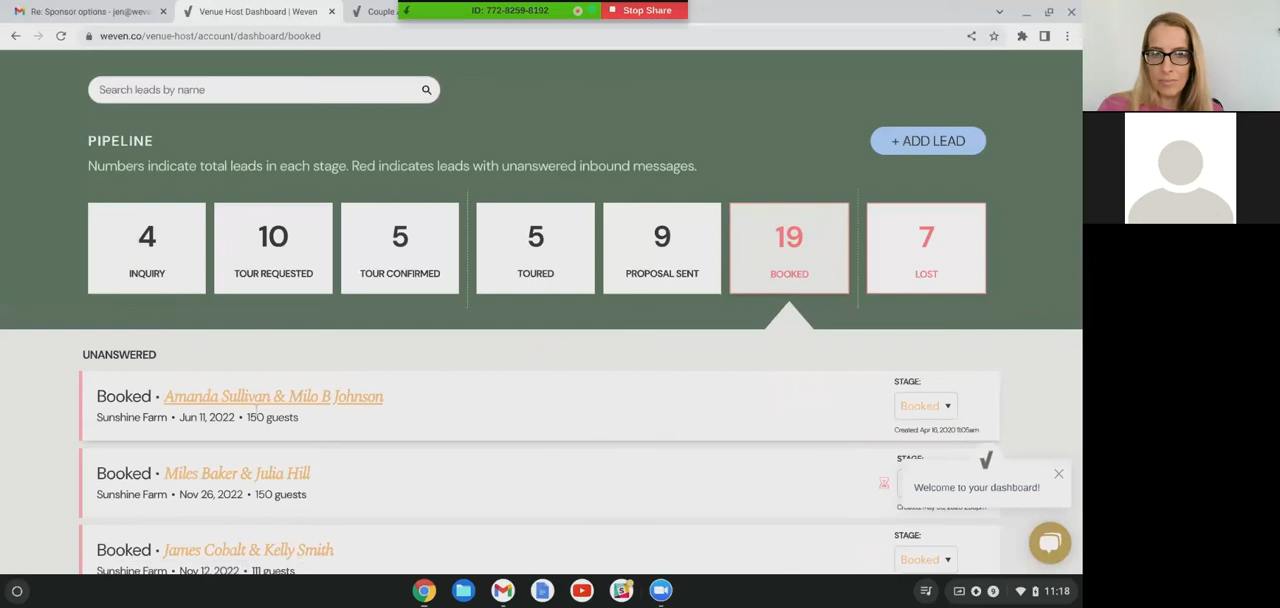 Re: Sponsor options - jen@wev
Venue Host Dashboard | Weven
Couple
ID: 772-8259-8192
Stop Share
weven.co/venue-host/account/dashboard/booked
Search leads by name
PIPELINE
+ ADD LEAD
Numbers indicate total leads in each stage. Red indicates leads with unanswered inbound messages.
4
10
5
5
9
19
7
INQUIRY
TOUR REQUESTED
TOUR CONFIRMED
TOURED
PROPOSAL SENT
BOOKED
LOST
UNANSWERED
Booked • Amanda Sullivan & Milo B Johnson
Sunshine Farm • Jun 11, 2022 • 150 guests
STAGE:
Booked
Created: Apr 16, 2020 11:05am
Booked • Miles Baker & Julia Hill
Sunshine Farm • Nov 26, 2022 • 150 guests
STAGE:
Welcome to your dashboard!
Booked • James Cobalt & Kelly Smith
Sunshine Farm • Nov 12, 2022 • 111 guests
STAGE:
Booked
11:18